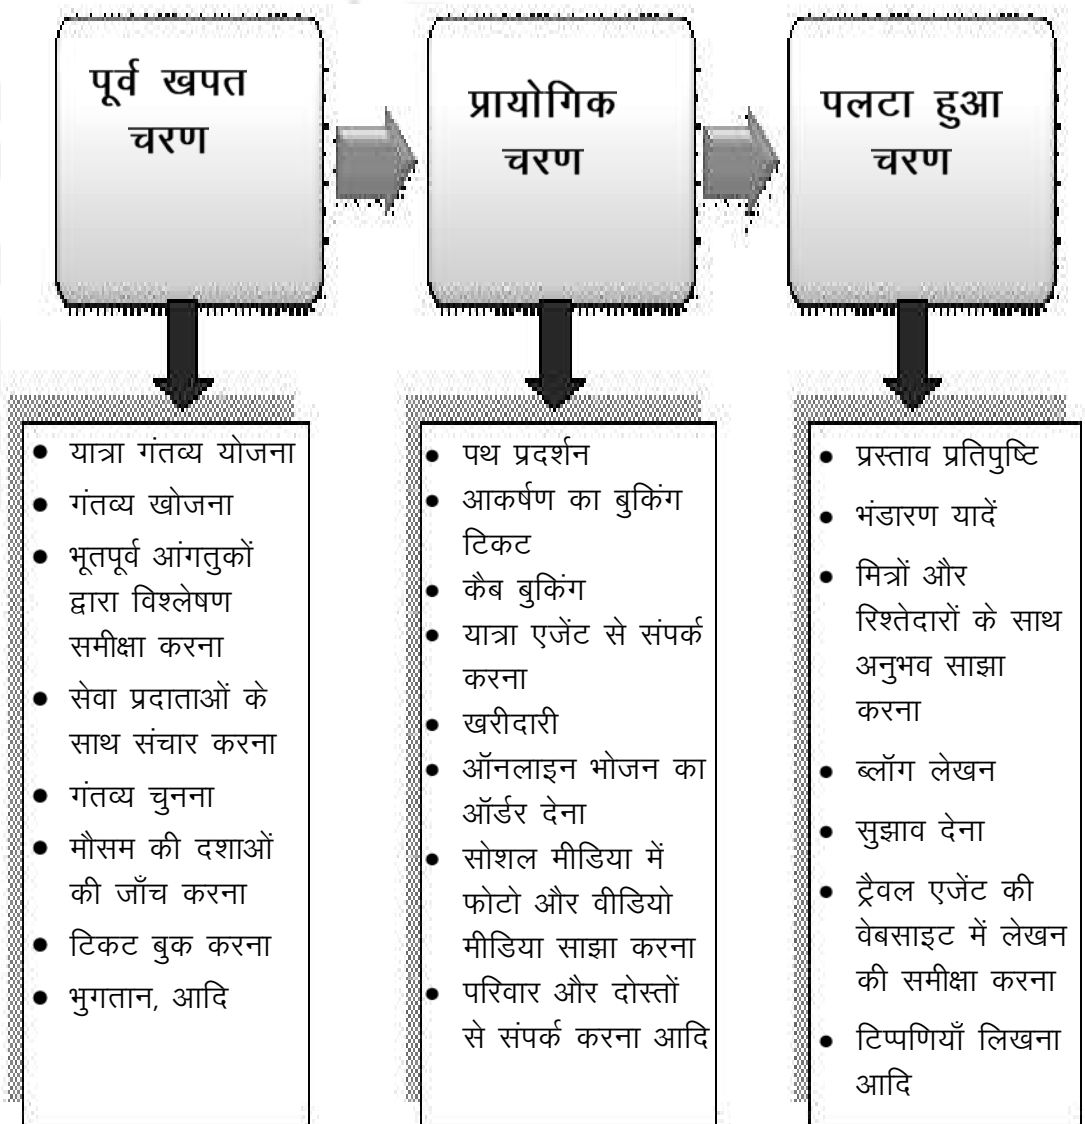 पूर्व खपत
चरण
प्रायोगिक
चरण
पलटा हुआ
चरण
• यात्रा गंतव्य योजना
• गंतव्य खोजना
• भूतपूर्व आंगतुकों
द्वारा विश्लेषण
समीक्षा करना
• सेवा प्रदाताओं के
साथ संचार करना
• गंतव्य चुनना
• मौसम की दशाओं
की जाँच करना
• टिकट बुक करना
• भुगतान, आदि
• पथ प्रदर्शन
• आकर्षण का बुकिंग
टिकट
• कैब बुकिंग
• यात्रा एजेंट से संपर्क
करना
• खरीदारी
• ऑनलाइन भोजन का
ऑर्डर देना
• सोशल मीडिया में
फोटो और वीडियो
मीडिया साझा करना
• परिवार और दोस्तों
से संपर्क करना आदि
• प्रस्ताव प्रतिपुष्टि
• भंडारण यादें
• मित्रों और
रिश्तेदारों के साथ
अनुभव साझा
करना
• ब्लॉग लेखन
• सुझाव देना
• ट्रैवल एजेंट की
वेबसाइट में लेखन
की समीक्षा करना
• टिप्पणियाँ लिखना
आदि